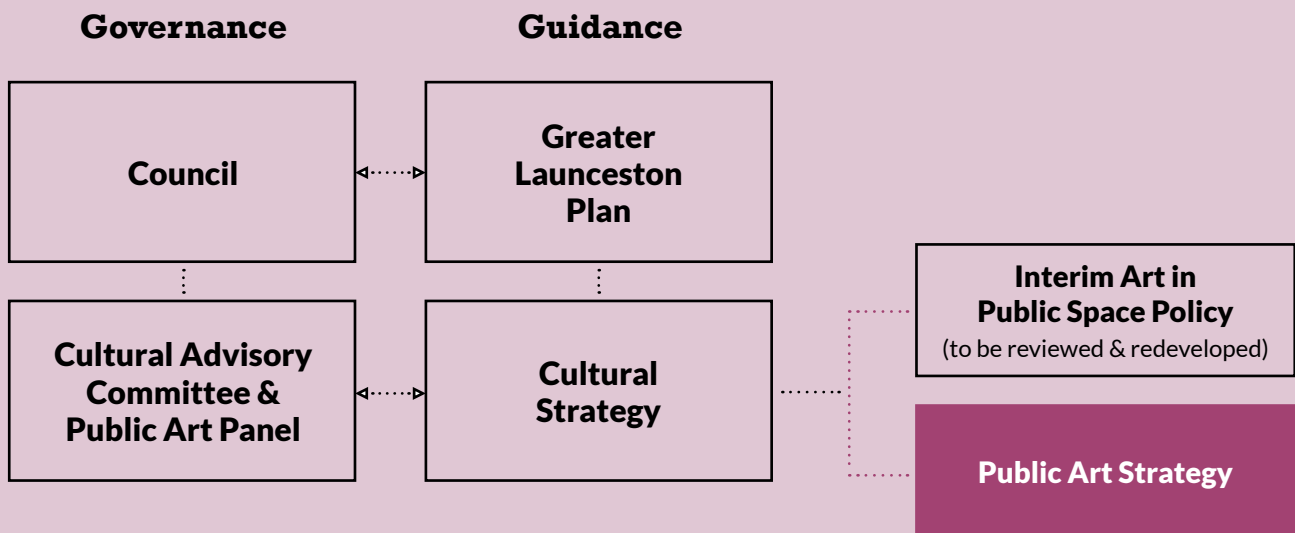 Governance
Guidance
Council
Greater
Launceston
Plan
Cultural Advisory
Committee &
Public Art Panel
Cultural
Strategy
Interim Art in
Public Space Policy
(to be reviewed & redeveloped)
Public Art Strategy